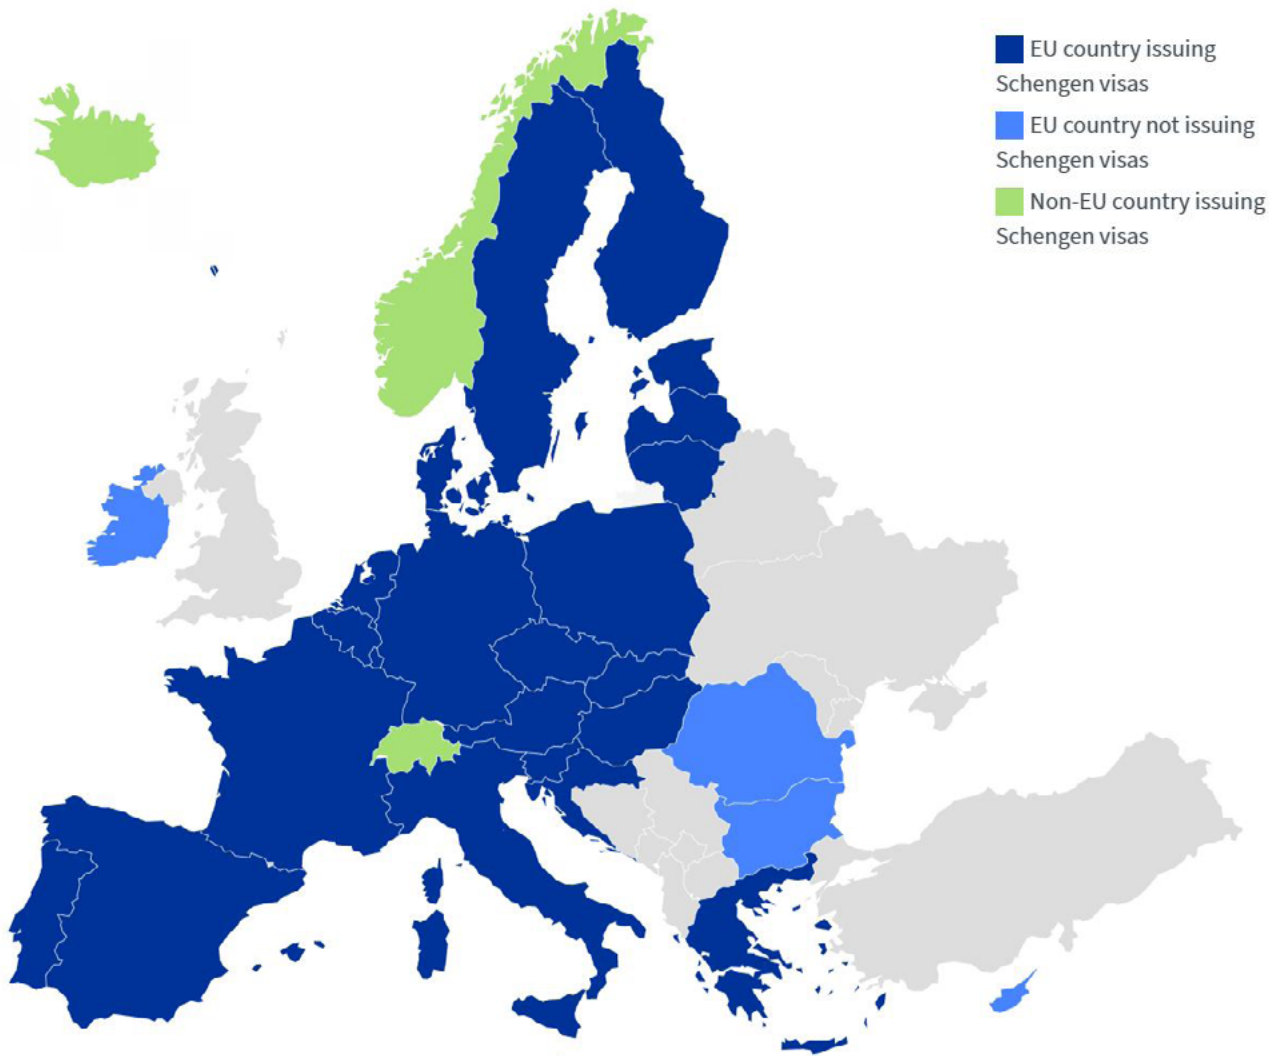 EU country issuing
Schengen visas
EU country not issuing
Schengen visas
Non-EU country issuing
Schengen visas